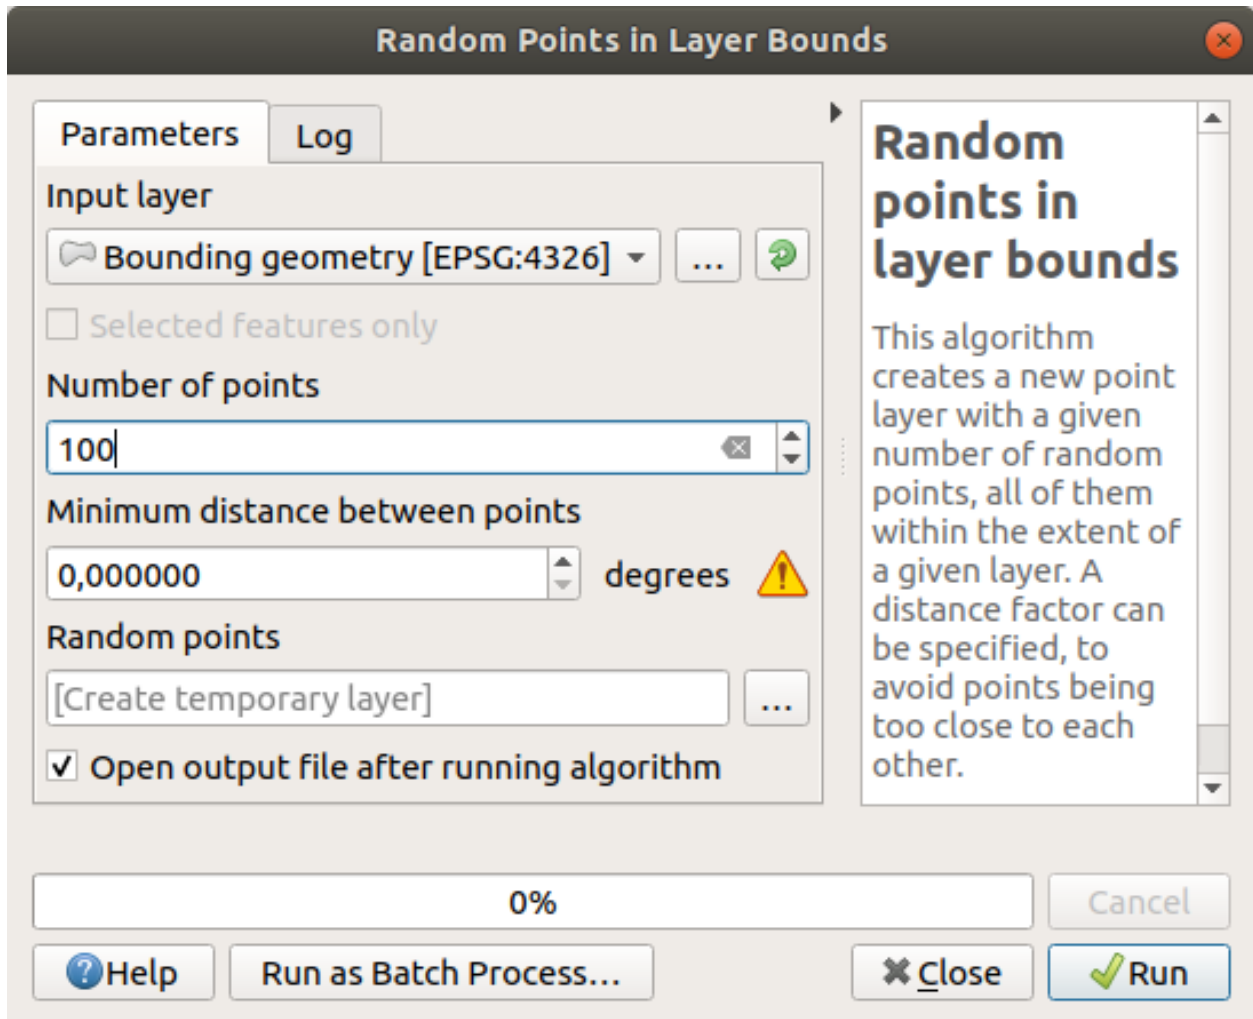 Random Points in Layer Bounds
Parameters
Log
Input layer
Bounding geometry [EPSG:4326]
...
Selected features only
Number of points
100
Minimum distance between points
0,000000
degrees
Random points
[Create temporary layer]
...
Open output file after running algorithm
Random
points in
layer bounds
This algorithm
creates a new point
layer with a given
number of random
points, all of them
within the extent of
a given layer. A
distance factor can
be specified, to
avoid points being
too close to each
other.
0%
Cancel
Help
Run as Batch Process...
Close
Run